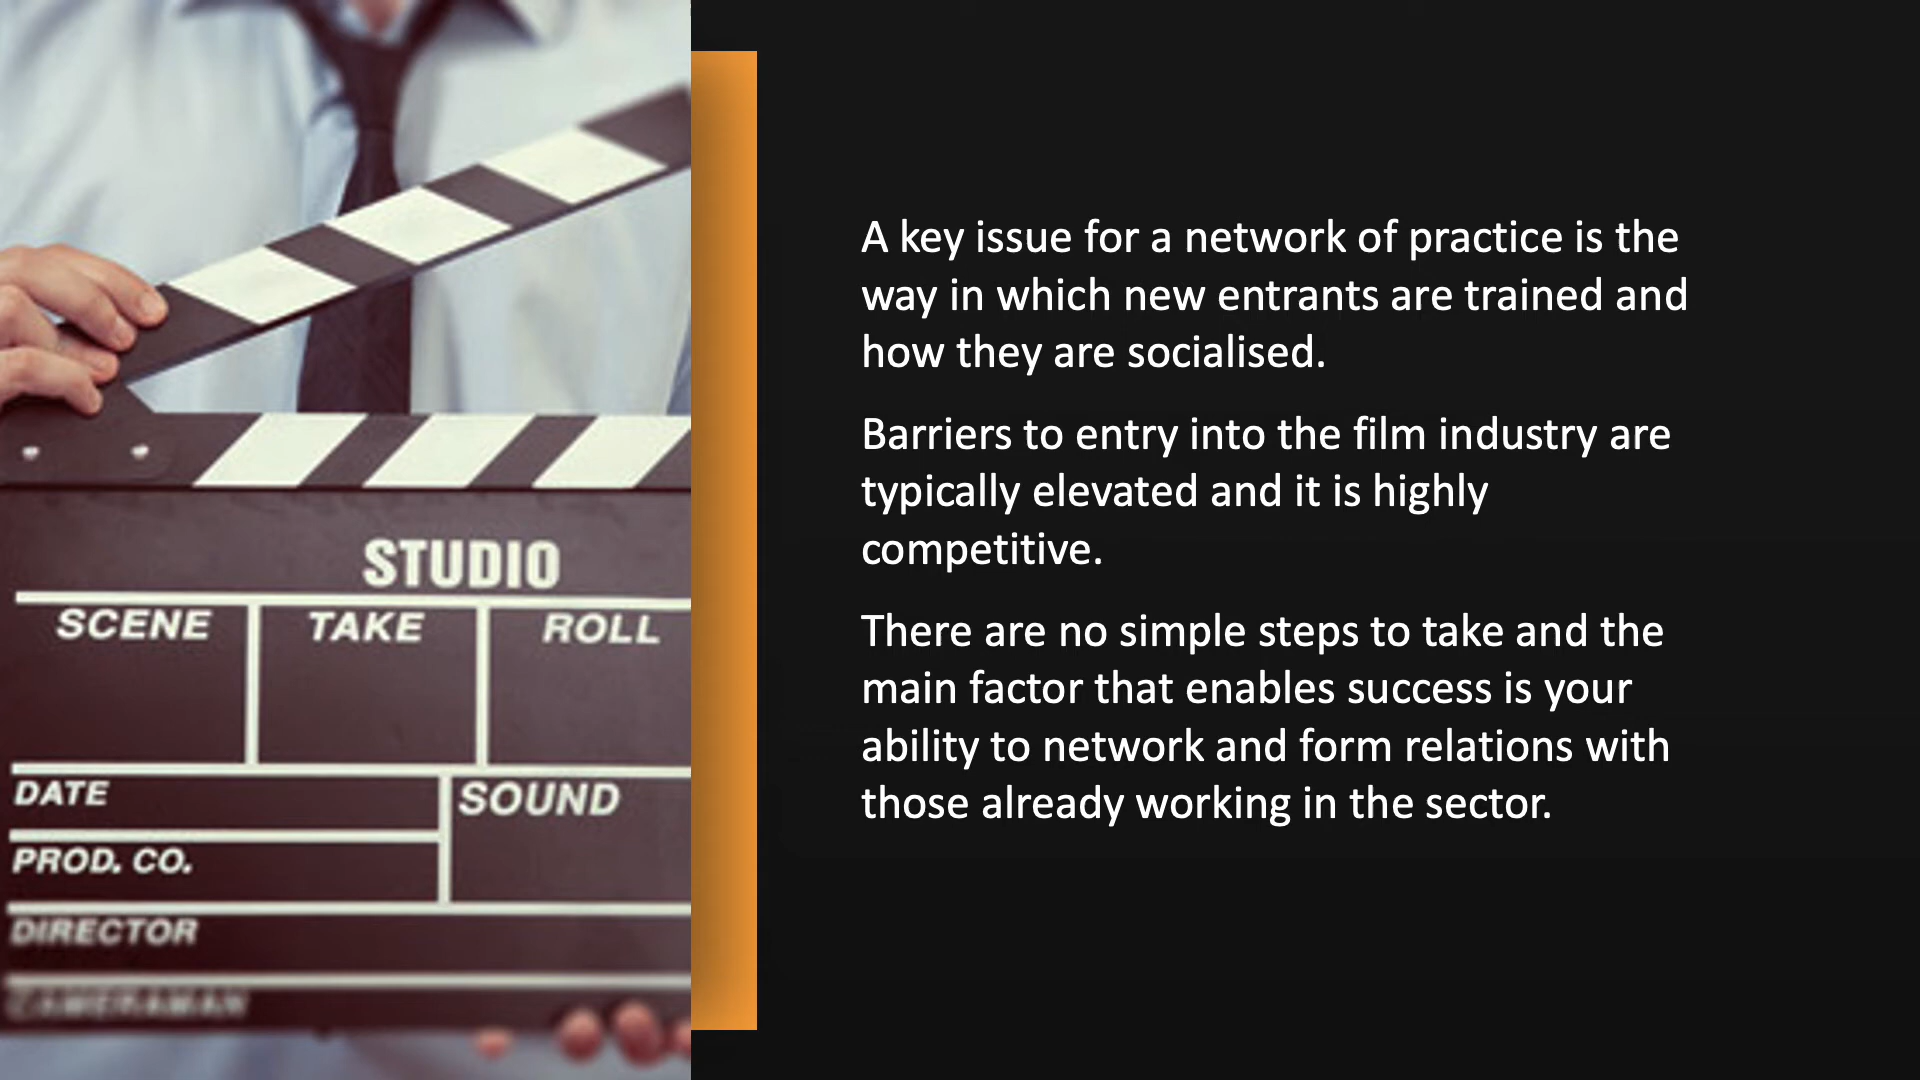 STUDIO
SCENE TAKE ROLL
DATE SOUND
PROD. CO.
DIRECTOR
CAMERAMAN
A key issue for a network of practice is the
way in which new entrants are trained and
how they are socialised.
Barriers to entry into the film industry are
typically elevated and it is highly
competitive.
There are no simple steps to take and the
main factor that enables success is your
ability to network and form relations with
those already working in the sector.